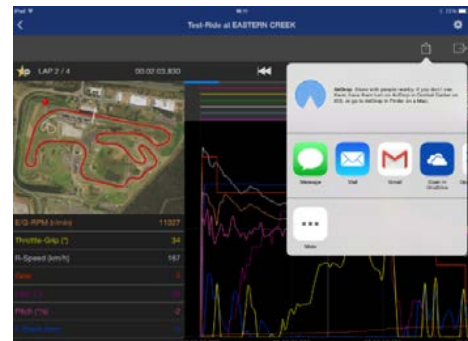 iPad
Test-Ride at EASTERN CREEK
LAP 2 / 4
00:02:03.830
AirDrop. Share with people nearby. If you don't see
them, have them turn on AirDrop in Control Center on
iOS, or go to AirDrop in Finder on a Mac.
Message
Mail
Gmail
Open in
OneDrive
More
E/G-RPM (r/min) 11027
Throttle-Grip (°) 34
R-Speed (km/h) 167
Gear
Pitch (°/s) -2